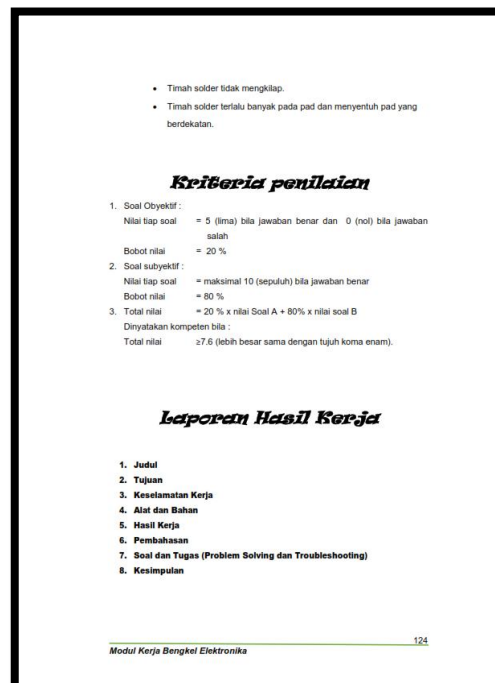 • Timah solder tidak mengkilap.
• Timah solder terlalu banyak pada pad dan menyentuh pad yang
berdekatan.
Kriteria penilaian
1. Soal Obyektif :
Nilai tiap soal = 5 (lima) bila jawaban benar dan 0 (nol) bila jawaban
salah
Bobot nilai = 20 %
2. Soal subyektif :
Nilai tiap soal = maksimal 10 (sepuluh) bila jawaban benar
Bobot nilai = 80 %
3. Total nilai = 20 % x nilai Soal A + 80% x nilai soal B
Dinyatakan kompeten bila :
Total nilai ≥7.6 (lebih besar sama dengan tujuh koma enam).
Laporan Hasil Kerja
1. Judul
2. Tujuan
3. Keselamatan Kerja
4. Alat dan Bahan
5. Hasil Kerja
6. Pembahasan
7. Soal dan Tugas (Problem Solving dan Troubleshooting)
8. Kesimpulan
124
Modul Kerja Bengkel Elektronika